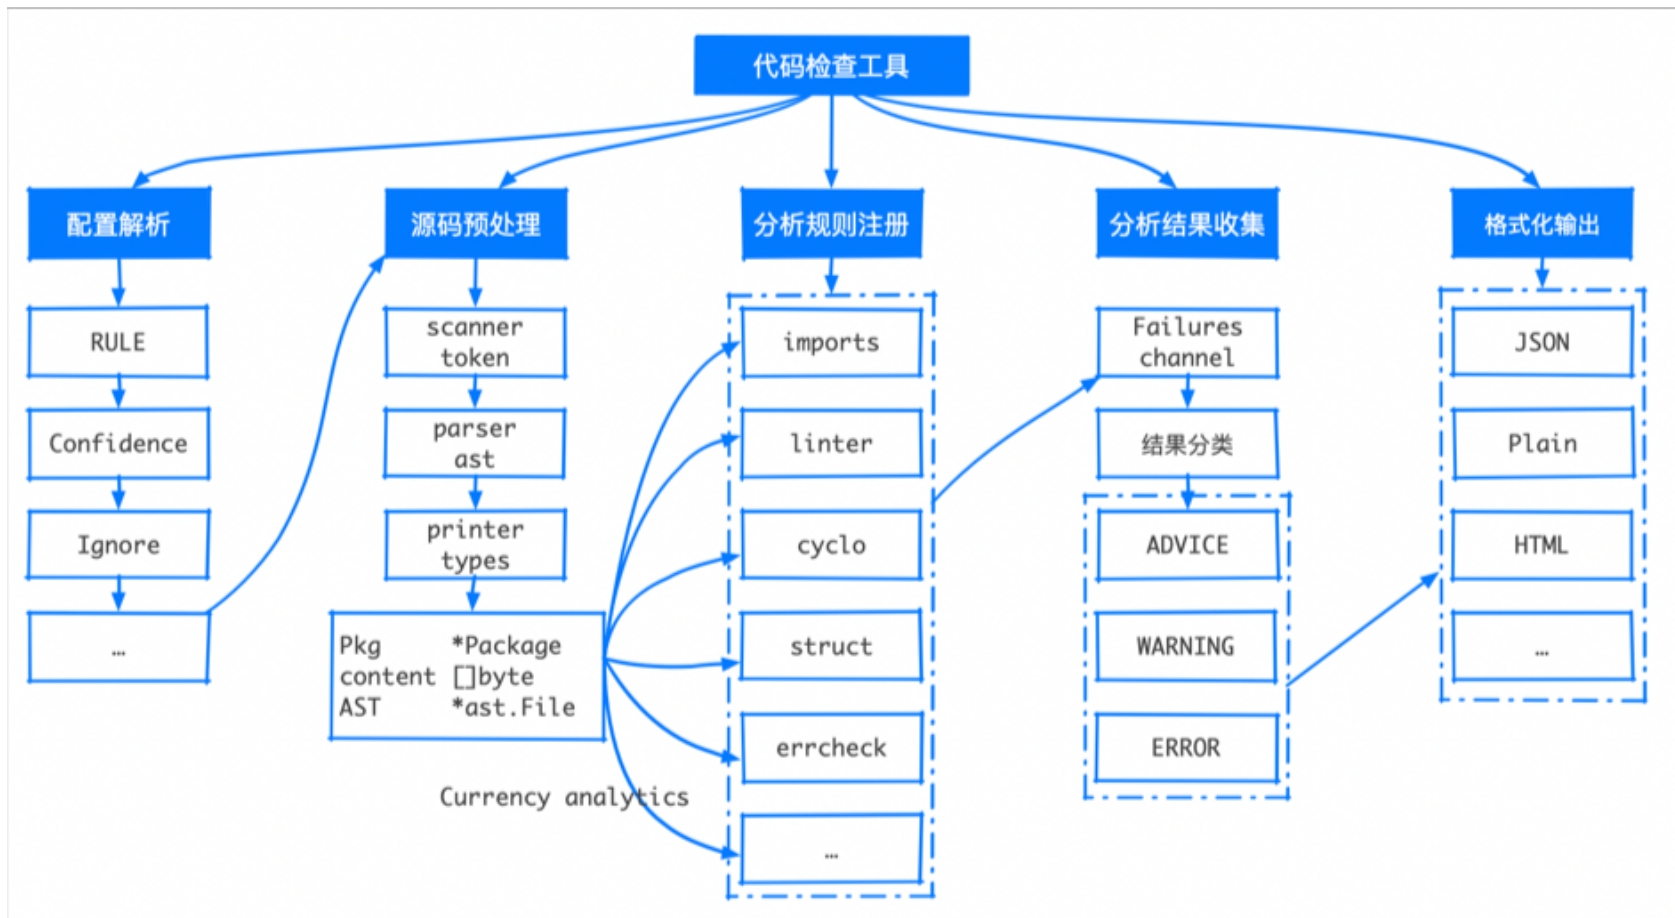 代码检查工具
配置解析
源码预处理
分析规则注册
分析结果收集
格式化输出
RULE
Confidence
Ignore
…
scanner
token
parser
ast
printer
types
Pkg *Package
content []byte
AST *ast.File
Currency analytics
imports
linter
cyclo
struct
errcheck
…
Failures
channel
结果分类
ADVICE
WARNING
ERROR
JSON
Plain
HTML
…